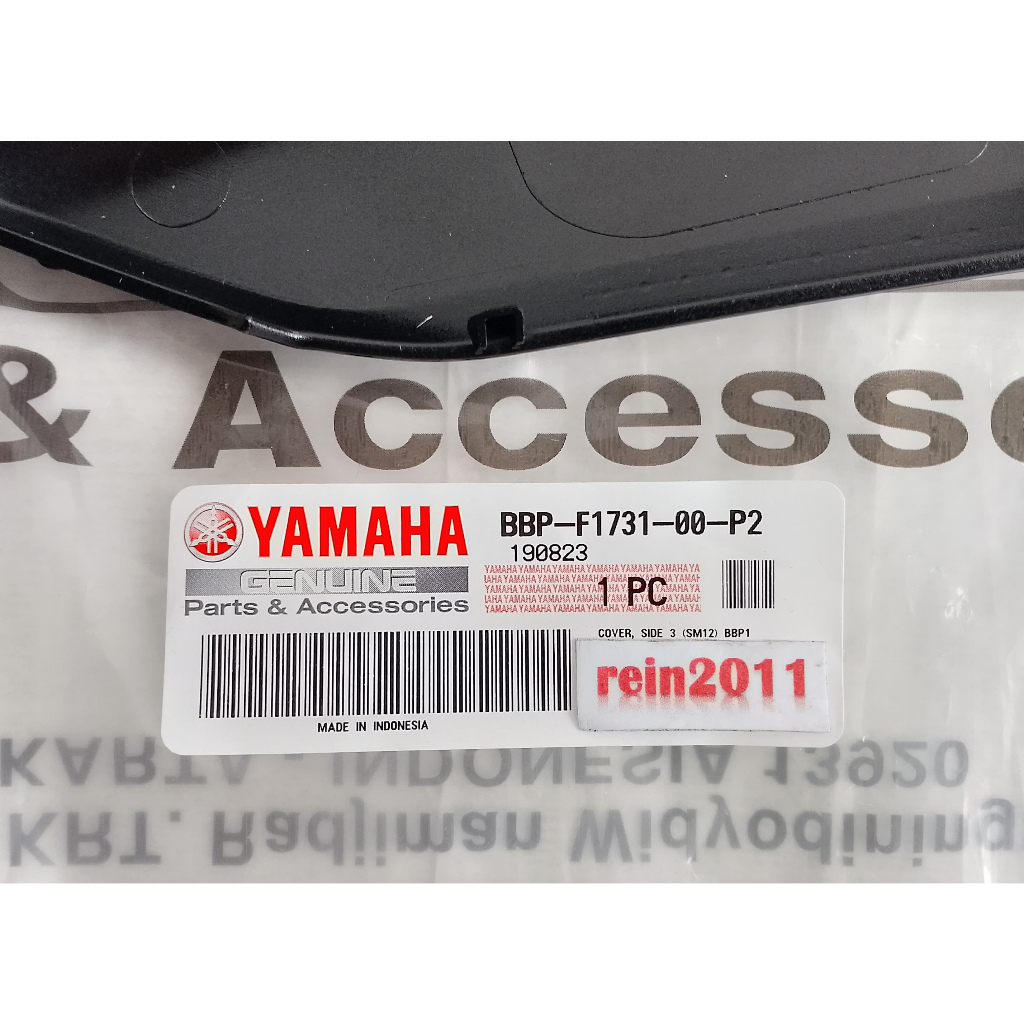 & Accesso
YAMAHA
GENUINE
Parts & Accessories
BBP-F1731-00-P2
190823
1 PC
COVER, SIDE 3 (SM12) BBP1
rein2011
MADE IN INDONESIA
KARTA - INDONESIA 13920
KRT. Radjiman Widyodining